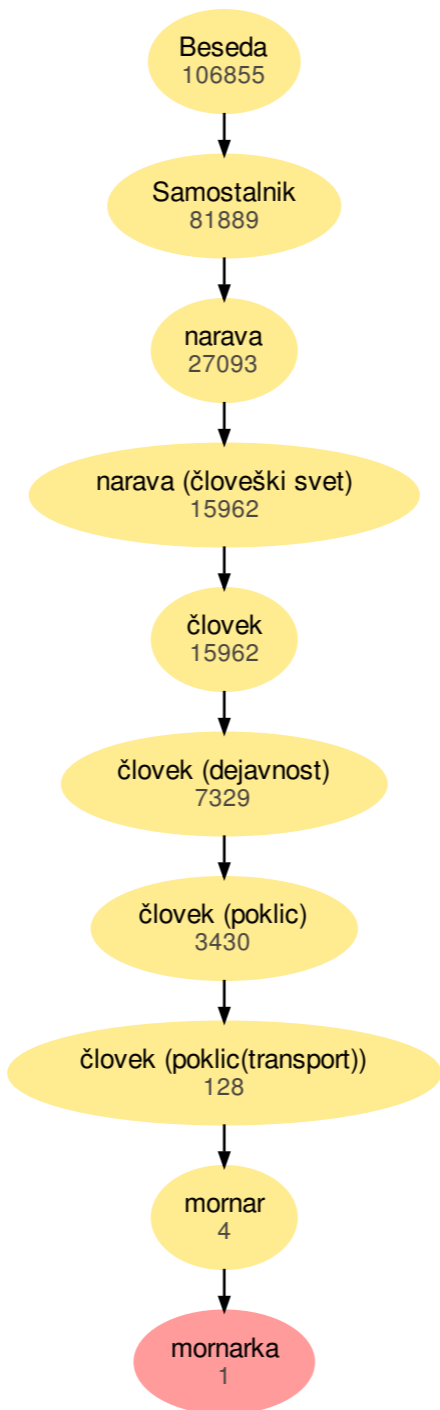 Beseda
106855
Samostalnik
81889
narava
27093
narava (človeški svet)
15962
človek
15962
človek (dejavnost)
7329
človek (poklic)
3430
človek (poklic(transport))
128
mornar
4
mornarka
1